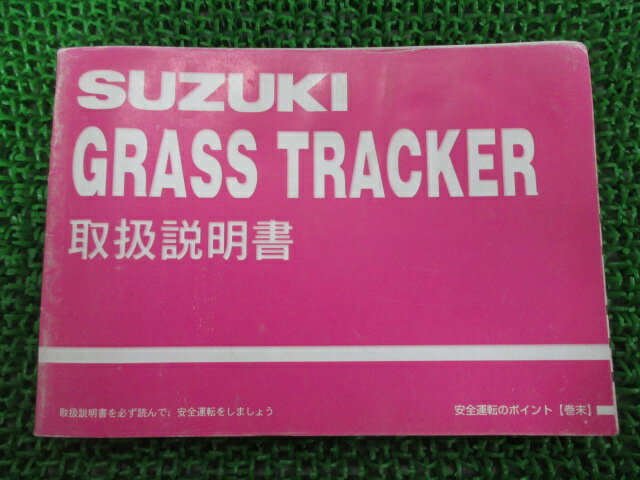 SUZUKI
GRASS TRACKER
取扱説明書
取扱説明書を必ず読んで、安全運転をしましょう
安全運転のポイント【巻末】